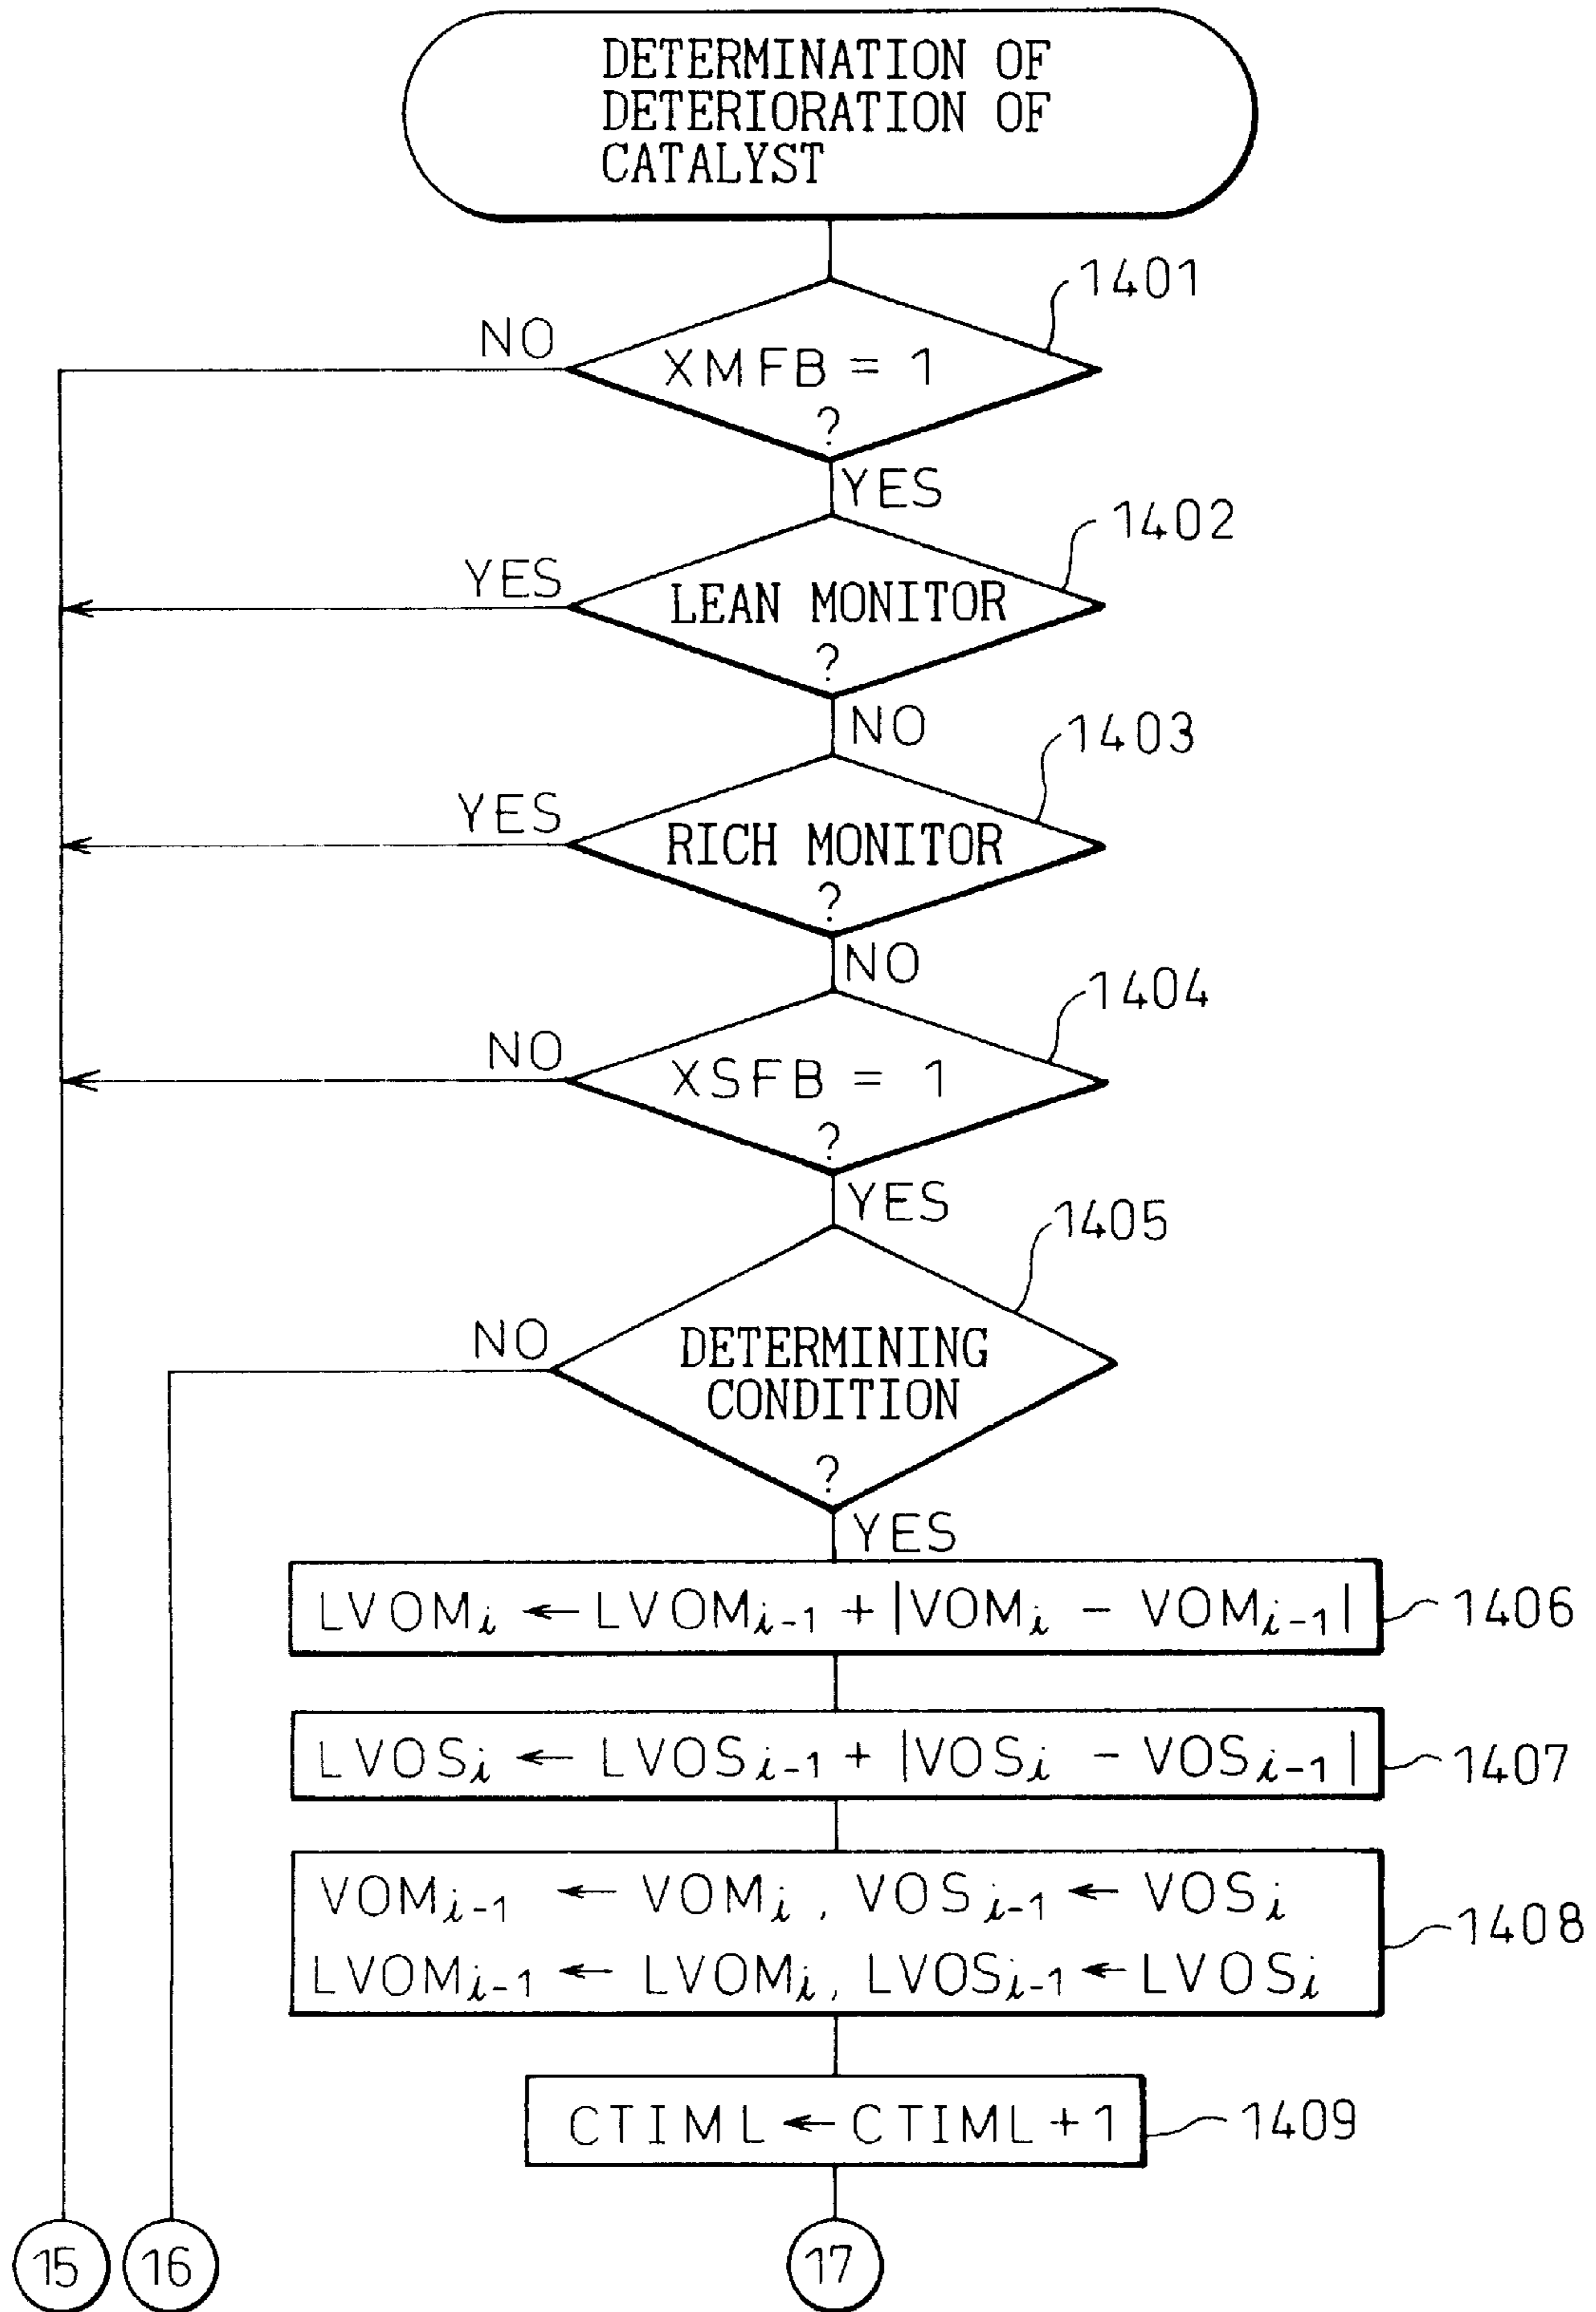 DETERMINATION OF
DETERIORATION OF
CATALYST
1401
NO
XMFB = 1
?
YES
1402
YES
LEAN MONITOR
?
NO
1403
YES
RICH MONITOR
?
NO
1404
NO
XSFB = 1
?
YES
1405
NO
DETERMINING
CONDITION
?
YES
LVOMi ← LVOMi-1 + |VOMi - VOMi-1|
1406
LVOSi ← LVOSi-1 + |VOSi - VOSi-1|
1407
VOMi-1 ← VOMi, VOSi-1 ← VOSi
LVOMi-1 ← LVOMi, LVOSi-1 ← LVOSi
1408
CTIML ← CTIML + 1
1409
15
16
17